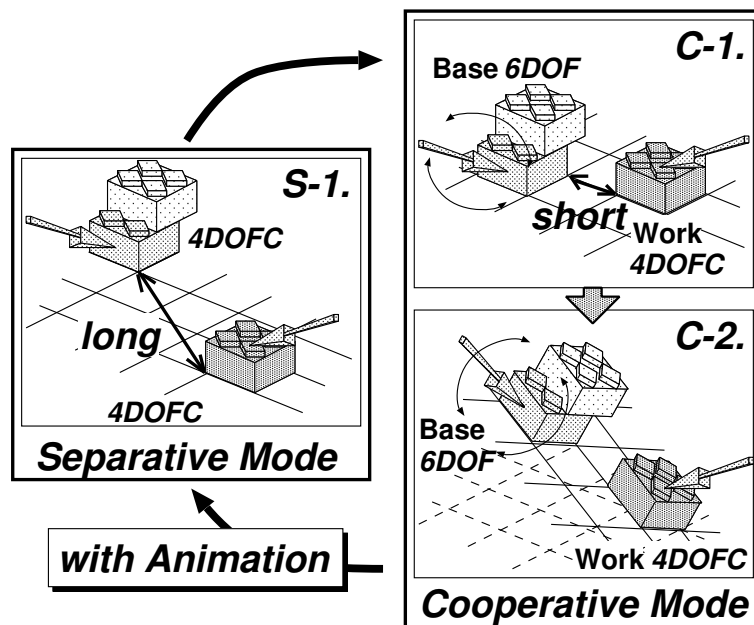 S-1.
4DOFC
long
4DOFC
Separative Mode
with Animation
C-1.
Base 6DOF
short
Work
4DOFC
C-2.
Base
6DOF
Work 4DOFC
Cooperative Mode